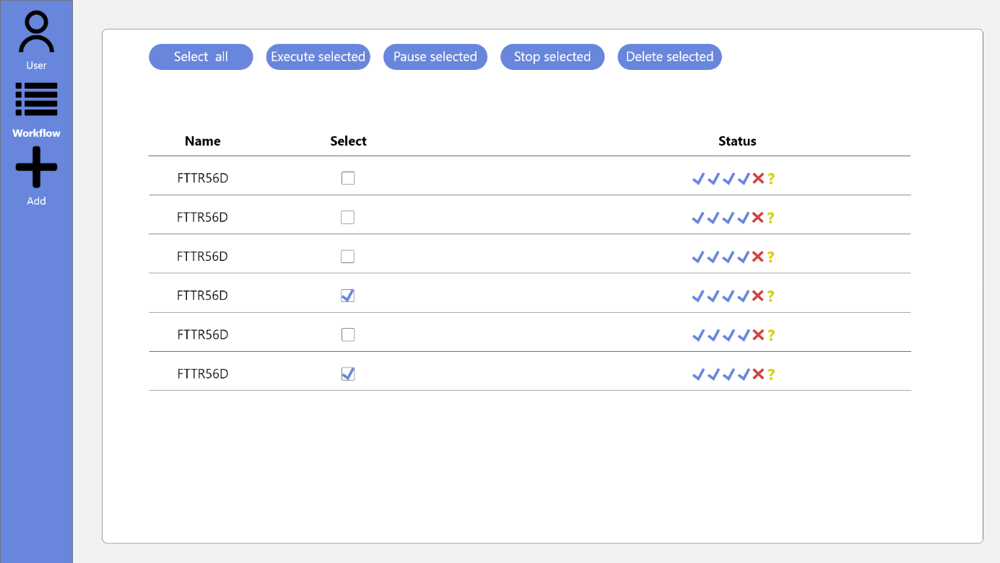 User
Workflow
Add
Select all
Execute selected
Pause selected
Stop selected
Delete selected
Name Select Status
FTTR56D ?
FTTR56D ?
FTTR56D ?
FTTR56D ?
FTTR56D ?
FTTR56D ?